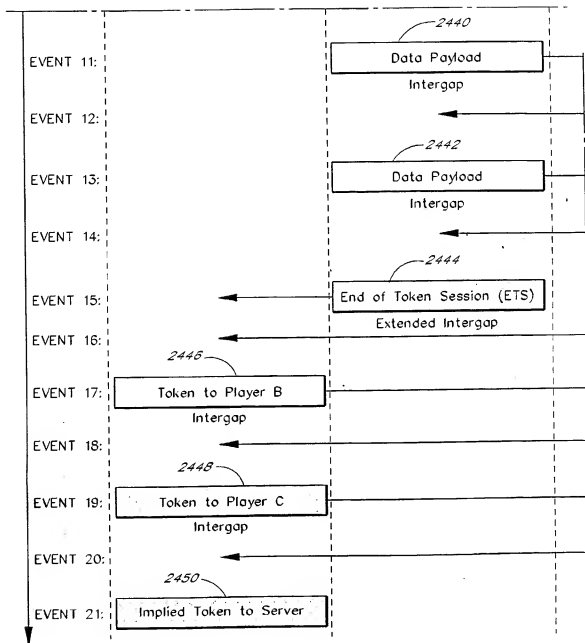 2440
EVENT 11:
Data Payload
Intergap
EVENT 12:
2442
EVENT 13:
Data Payload
Intergap
EVENT 14:
2444
EVENT 15:
End of Token Session (ETS)
Extended Intergap
EVENT 16:
2446
EVENT 17:
Token to Player B
Intergap
EVENT 18:
2448
EVENT 19:
Token to Player C
Intergap
EVENT 20:
2450
EVENT 21:
Implied Token to Server